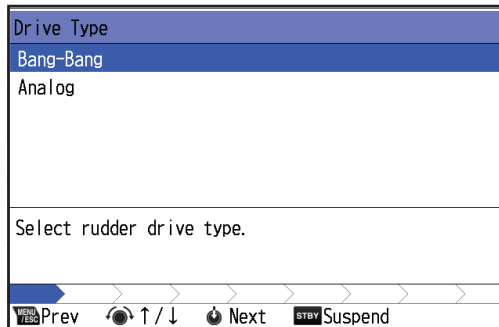 Drive Type
Bang-Bang
Analog
Select rudder drive type.
MENU/ESC Prev ↑/↓ Next STBY Suspend